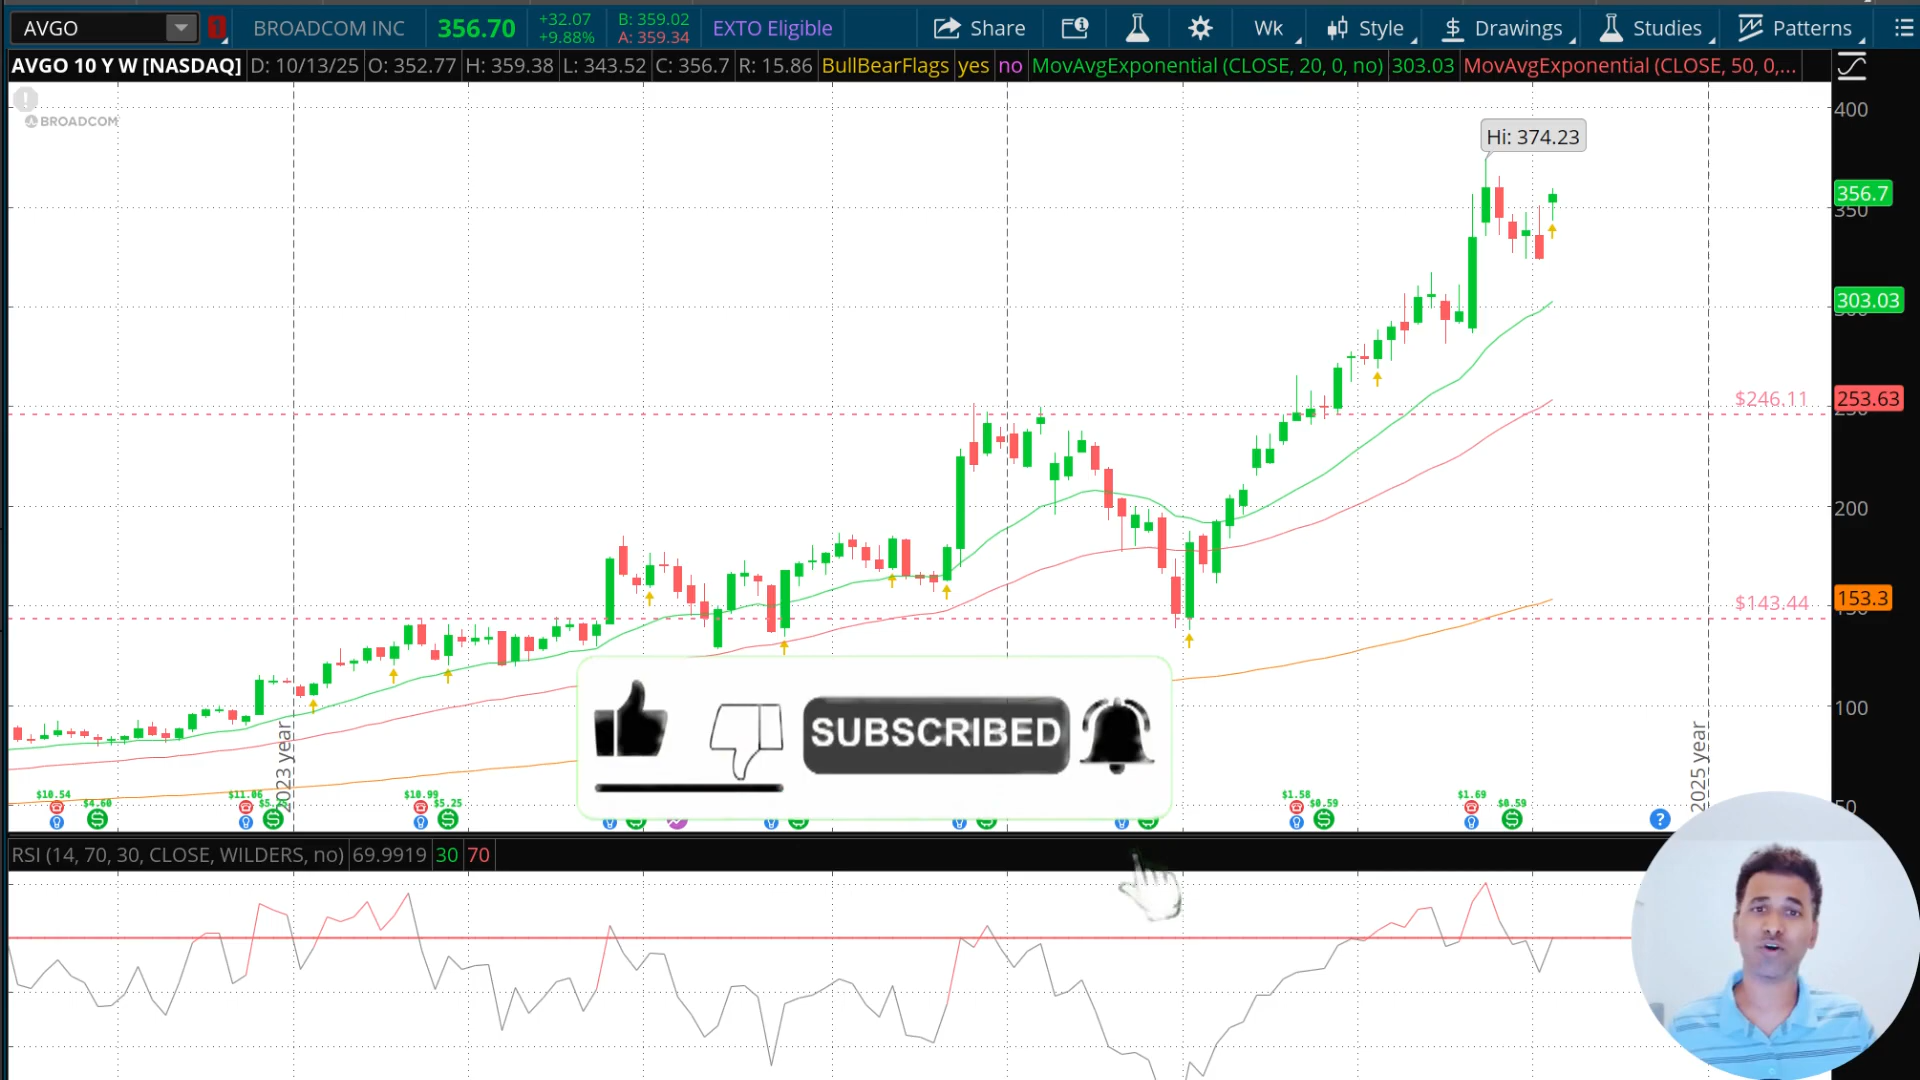 AVGO
1
BROADCOM INC
356.70
+32.07
+9.88%
B: 359.02
A: 359.34
EXTO Eligible
Share
Wk
Style
$ Drawings
Studies
Patterns
AVGO 10 Y W [NASDAQ] D: 10/13/25 O: 352.77 H: 359.38 L: 343.52 C: 356.7 R: 15.86 BullBearFlags yes no MovAvgExponential (CLOSE, 20, 0, no) 303.03 MovAvgExponential (CLOSE, 50, 0,...
BROADCOM
400
Hi: 374.23
356.7
350
303.03
$246.11
253.63
200
$143.44
153.3
100
SUBSCRIBED
2023 year
2025 year
$10.54
$4.60
$11.06
$10.99
$5.25
$1.58
$0.59
$1.69
$0.59
?
50
RSI (14, 70, 30, CLOSE, WILDERS, no) 69.9919 30 70